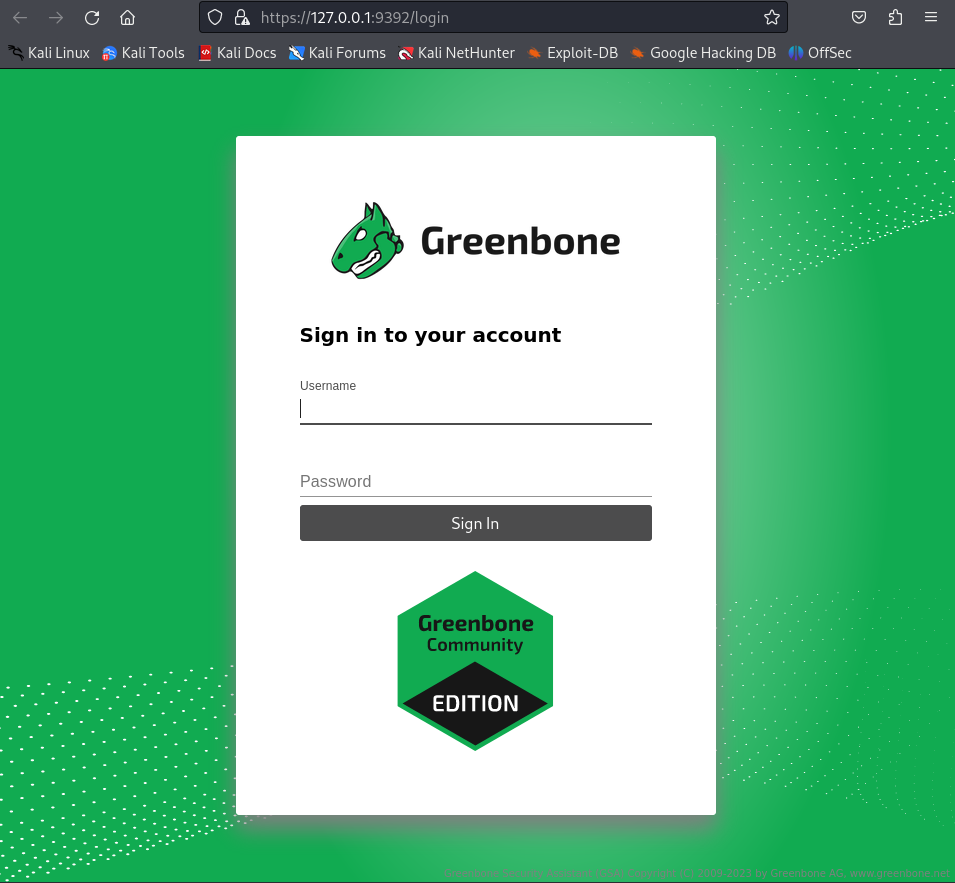 https://127.0.0.1:9392/login
Kali Linux Kali Tools Kali Docs Kali Forums Kali NetHunter Exploit-DB Google Hacking DB OffSec
Greenbone
Sign in to your account
Username
Password
Sign In
Greenbone
Community
EDITION
2023 by Greenbone AG, www.greenbone.net